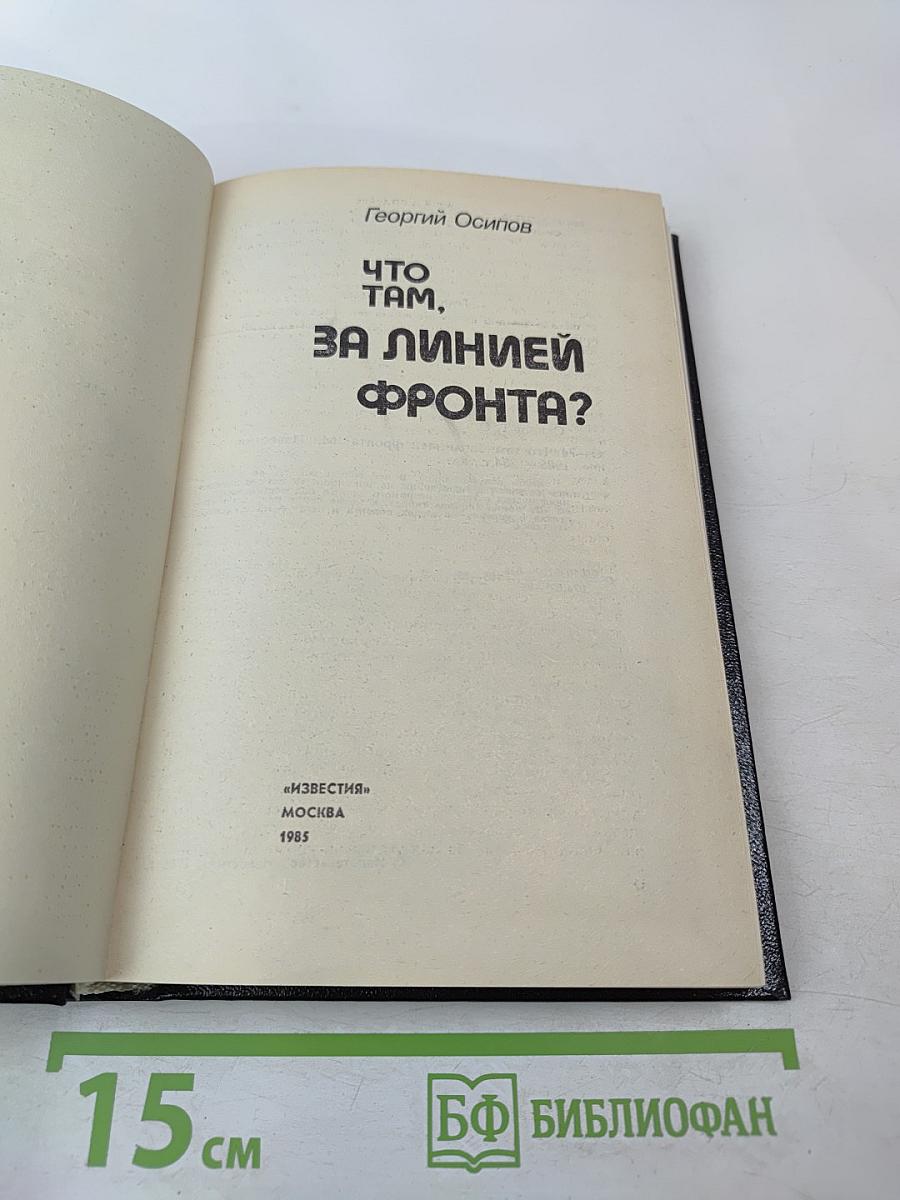 Георгий Осипов
ЧТО
ТАМ,
ЗА ЛИНИЕЙ
ФРОНТА?
«ИЗВЕСТИЯ»
МОСКВА
1985
15 см
БФ БИБЛИОФАН